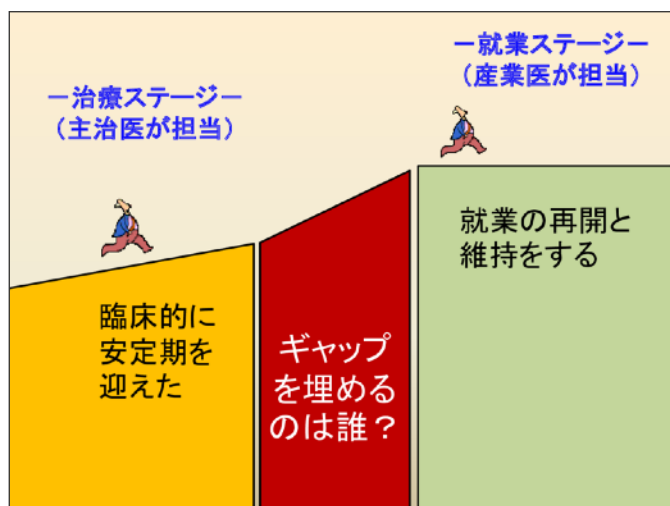 －治療ステージ－
（主治医が担当）
－就業ステージ－
（産業医が担当）
臨床的に
安定期を
迎えた
ギャップ
を埋める
のは誰？
就業の再開と
維持をする